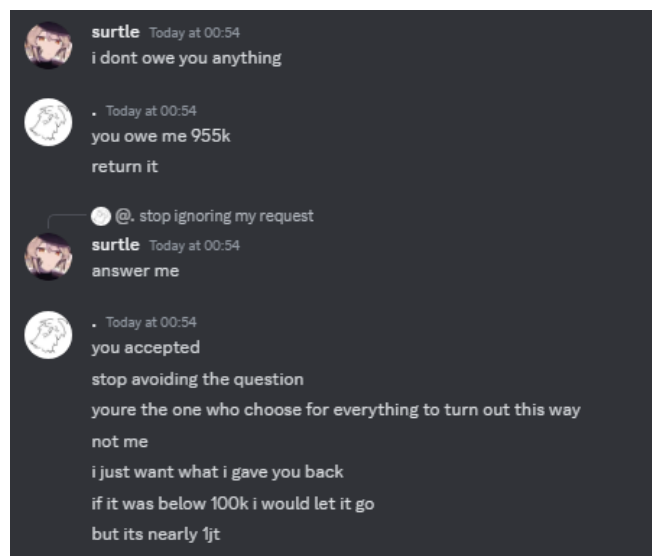 surtle Today at 00:54
i dont owe you anything
. Today at 00:54
you owe me 955k
return it
@. stop ignoring my request
surtle Today at 00:54
answer me
. Today at 00:54
you accepted
stop avoiding the question
youre the one who choose for everything to turn out this way
not me
i just want what i gave you back
if it was below 100k i would let it go
but its nearly 1jt